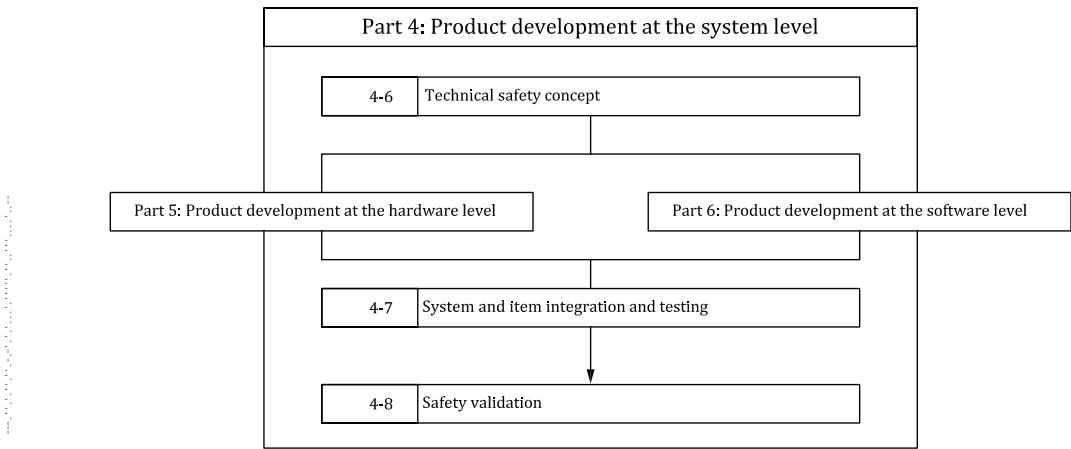 Part 4: Product development at the system level
4-6 Technical safety concept
Part 5: Product development at the hardware level
Part 6: Product development at the software level
4-7 System and item integration and testing
4-8 Safety validation